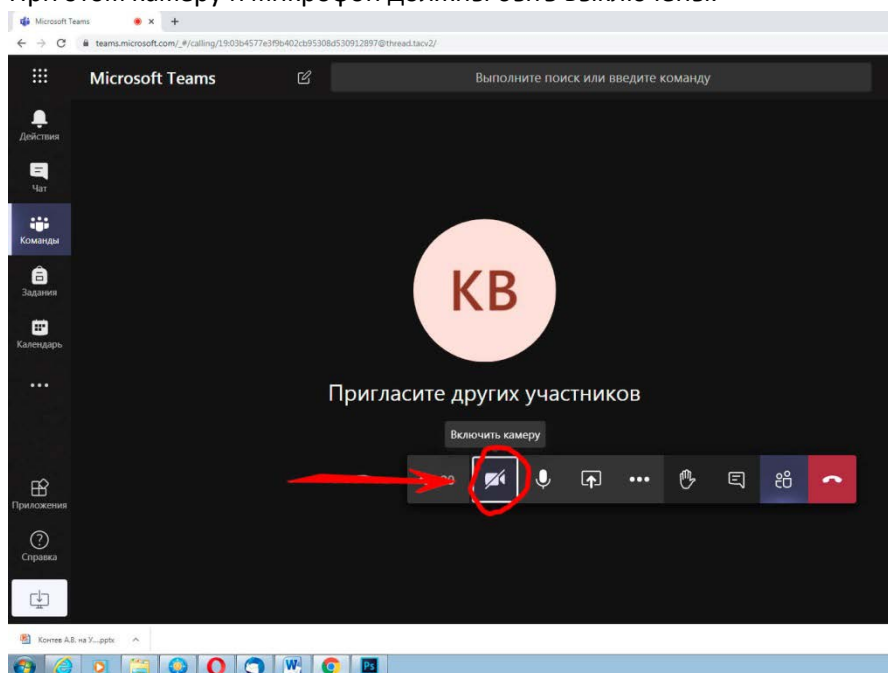 При этом камеру и микрофон должны быть выключены.
Microsoft Teams
teams.microsoft.com/_#/calling/19:03b4577e3f9b402cb95308d530912897@thread.tacv2/
Microsoft Teams
Выполните поиск или введите команду
Действия
Чат
Команды
Задания
Календарь
KB
Пригласите других участников
Включить камеру
Приложения
Справка
Контев А.В. на У....pptx
W
Ps